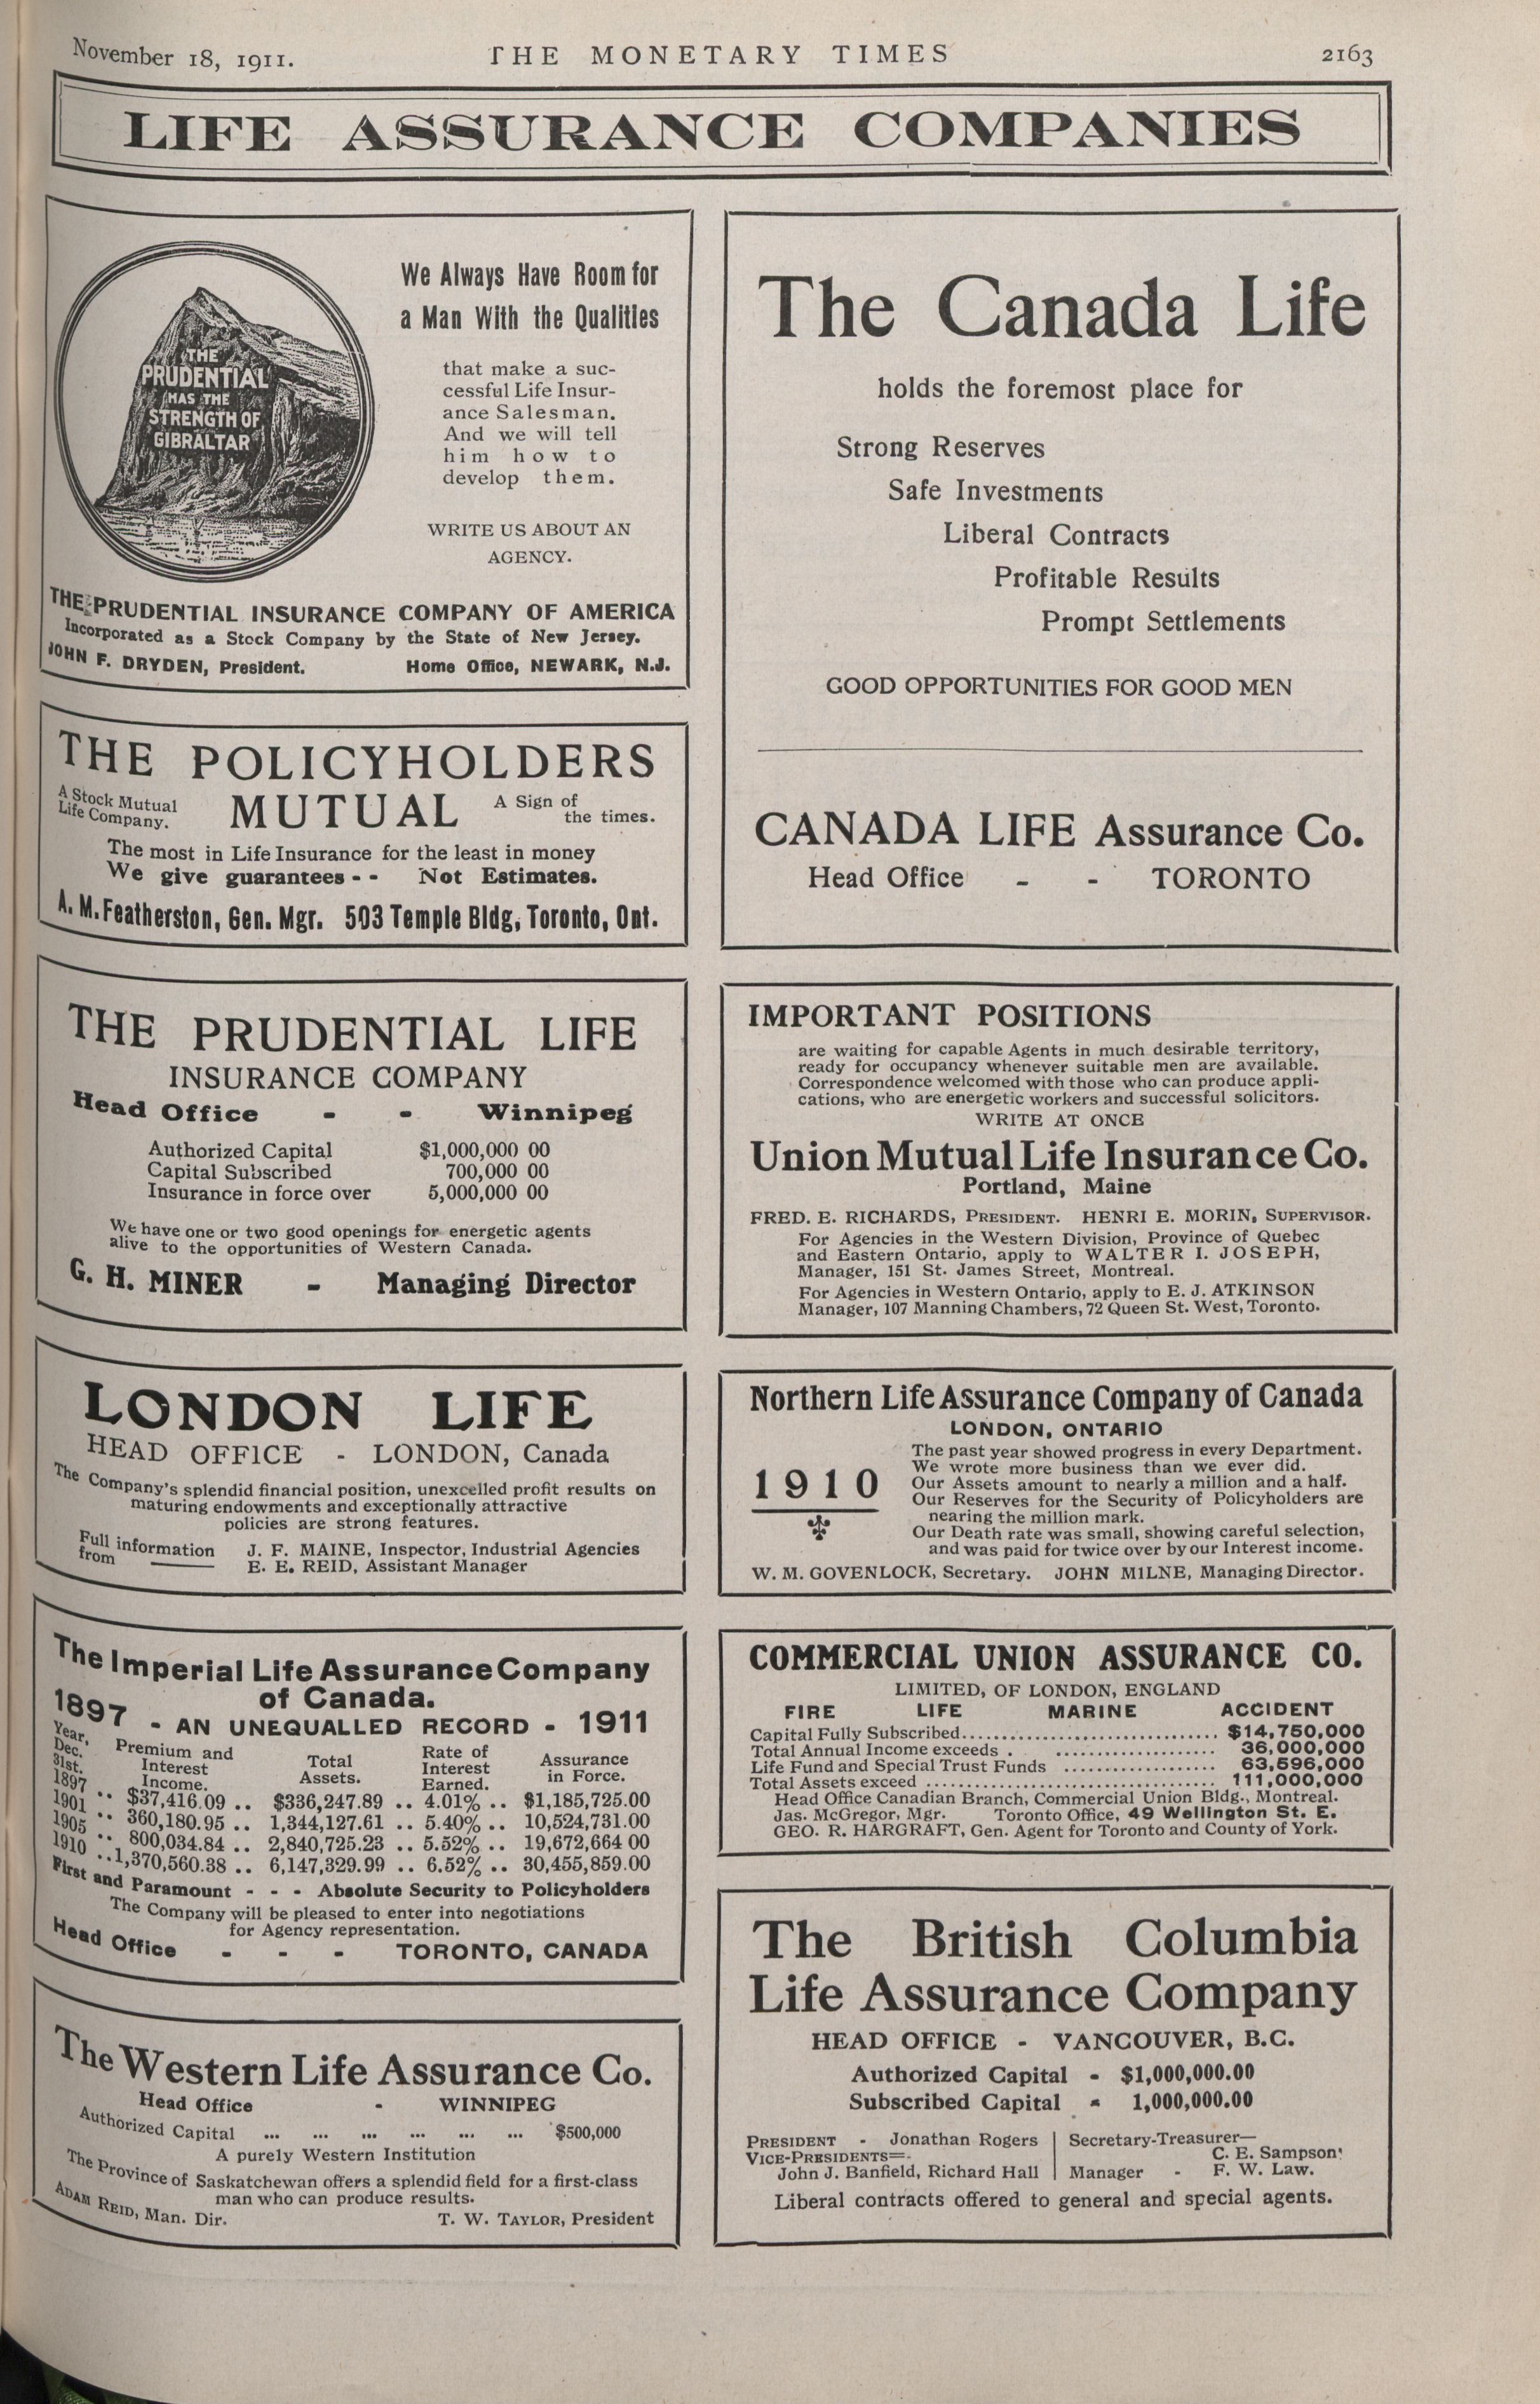 November 18, 1911.
THE MONETARY TIMES
2163
LIFE ASSURANCE COMPANIES
THE
PRUDENTIAL
HAS THE
STRENGTH OF
GIBRALTAR
We Always Have Room for
a Man With the Qualities
that make a suc-
cessful Life Insur-
ance Salesman.
And we will tell
him how to
develop them.
WRITE US ABOUT AN
AGENCY.
THE PRUDENTIAL INSURANCE COMPANY OF AMERICA
Incorporated as a Stock Company by the State of New Jersey.
JOHN F. DRYDEN, President. Home Office, NEWARK, N.J.
THE POLICYHOLDERS
A Stock Mutual
Life Company.
MUTUAL
A Sign of
the times.
The most in Life Insurance for the least in money
We give guarantees - - Not Estimates.
A. M. Featherston, Gen. Mgr. 503 Temple Bldg, Toronto, Ont.
THE PRUDENTIAL LIFE
INSURANCE COMPANY
Head Office - - Winnipeg
Authorized Capital $1,000,000 00
Capital Subscribed 700,000 00
Insurance in force over 5,000,000 00
We have one or two good openings for energetic agents
alive to the opportunities of Western Canada.
G. H. MINER - Managing Director
LONDON LIFE
HEAD OFFICE - LONDON, Canada
The Company's splendid financial position, unexcelled profit results on
maturing endowments and exceptionally attractive
policies are strong features.
Full information
from
J. F. MAINE, Inspector, Industrial Agencies
E. E. REID, Assistant Manager
The Imperial Life Assurance Company
of Canada.
1897 - AN UNEQUALLED RECORD - 1911
Year, Dec. 31st. Premium and Interest Income. Total Assets. Rate of Interest Earned. Assurance in Force.
1897 .. $37,416.09 .. $336,247.89 .. 4.01% .. $1,185,725.00
1901 .. 360,180.95 .. 1,344,127.61 .. 5.40% .. 10,524,731.00
1905 .. 800,034.84 .. 2,840,725.23 .. 5.52% .. 19,672,664 00
1910 ..1,370,560.38 .. 6,147,329.99 .. 6.52% .. 30,455,859.00
First and Paramount - - - Absolute Security to Policyholders
The Company will be pleased to enter into negotiations
for Agency representation.
Head Office - - - TORONTO, CANADA
The Western Life Assurance Co.
Head Office - WINNIPEG
Authorized Capital ... ... ... ... ... ... $500,000
A purely Western Institution
The Province of Saskatchewan offers a splendid field for a first-class
man who can produce results.
ADAM REID, Man. Dir. T. W. TAYLOR, President
The Canada Life
holds the foremost place for
Strong Reserves
Safe Investments
Liberal Contracts
Profitable Results
Prompt Settlements
GOOD OPPORTUNITIES FOR GOOD MEN
CANADA LIFE Assurance Co.
Head Office - - TORONTO
IMPORTANT POSITIONS
are waiting for capable Agents in much desirable territory,
ready for occupancy whenever suitable men are available.
Correspondence welcomed with those who can produce appli-
cations, who are energetic workers and successful solicitors.
WRITE AT ONCE
Union Mutual Life Insurance Co.
Portland, Maine
FRED. E. RICHARDS, PRESIDENT. HENRI E. MORIN, SUPERVISOR.
For Agencies in the Western Division, Province of Quebec
and Eastern Ontario, apply to WALTER I. JOSEPH,
Manager, 151 St. James Street, Montreal.
For Agencies in Western Ontario, apply to E. J. ATKINSON
Manager, 107 Manning Chambers, 72 Queen St. West, Toronto.
Northern Life Assurance Company of Canada
LONDON, ONTARIO
1910
The past year showed progress in every Department.
We wrote more business than we ever did.
Our Assets amount to nearly a million and a half.
Our Reserves for the Security of Policyholders are
nearing the million mark.
Our Death rate was small, showing careful selection,
and was paid for twice over by our Interest income.
W. M. GOVENLOCK, Secretary. JOHN MILNE, Managing Director.
COMMERCIAL UNION ASSURANCE CO.
LIMITED, OF LONDON, ENGLAND
FIRE LIFE MARINE ACCIDENT
Capital Fully Subscribed................................ $14,750,000
Total Annual Income exceeds . .................... 36,000,000
Life Fund and Special Trust Funds ................... 63,596,000
Total Assets exceed .................................... 111,000,000
Head Office Canadian Branch, Commercial Union Bldg., Montreal.
Jas. McGregor, Mgr. Toronto Office, 49 Wellington St. E.
GEO. R. HARGRAFT, Gen. Agent for Toronto and County of York.
The British Columbia
Life Assurance Company
HEAD OFFICE - VANCOUVER, B.C.
Authorized Capital - $1,000,000.00
Subscribed Capital - 1,000,000.00
PRESIDENT - Jonathan Rogers
VICE-PRESIDENTS—
John J. Banfield, Richard Hall
Secretary-Treasurer—
C. E. Sampson
Manager - F. W. Law.
Liberal contracts offered to general and special agents.